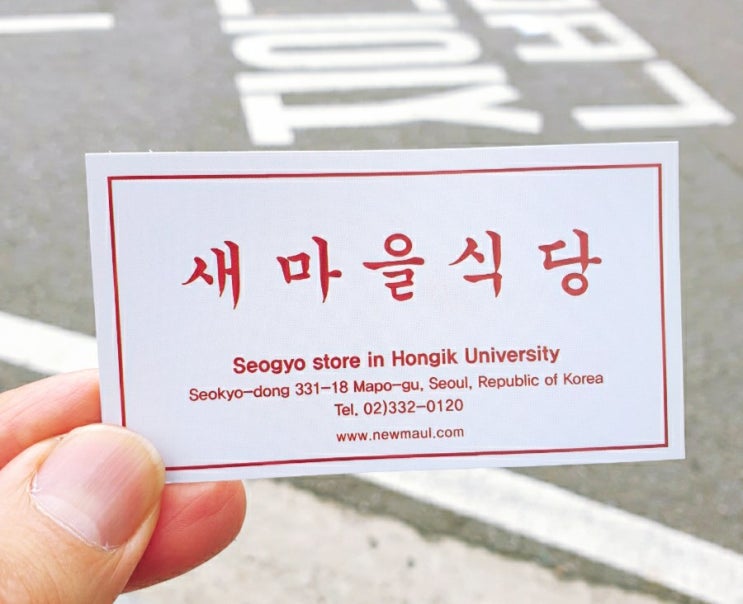 새마을식당
Seogyo store in Hongik University
Seokyo-dong 331-18 Mapo-gu, Seoul, Republic of Korea
Tel. 02)332-0120
www.newmaul.com